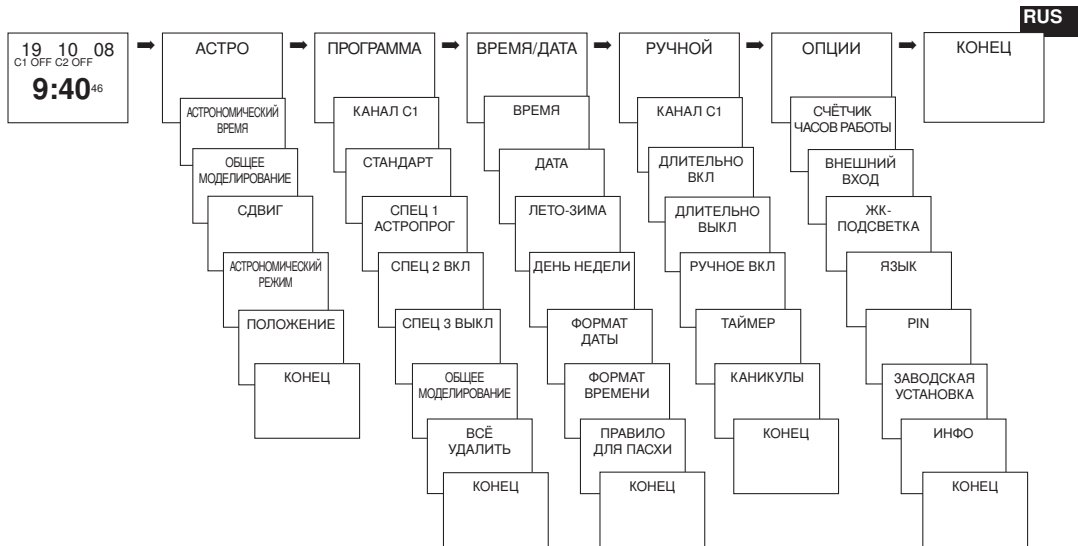 RUS
19 10 08
C1 OFF C2 OFF
9:40 46
АСТРО
АСТРОНОМИЧЕСКИЙ
ВРЕМЯ
ОБЩЕЕ
МОДЕЛИРОВАНИЕ
СДВИГ
АСТРОНОМИЧЕСКИЙ
РЕЖИМ
ПОЛОЖЕНИЕ
КОНЕЦ
ПРОГРАММА
КАНАЛ C1
СТАНДАРТ
СПЕЦ 1
АСТРОПРОГ
СПЕЦ 2 ВКЛ
СПЕЦ 3 ВЫКЛ
ОБЩЕЕ
МОДЕЛИРОВАНИЕ
ВСЁ
УДАЛИТЬ
КОНЕЦ
ВРЕМЯ/ДАТА
ВРЕМЯ
ДАТА
ЛЕТО-ЗИМА
ДЕНЬ НЕДЕЛИ
ФОРМАТ
ДАТЫ
ФОРМАТ
ВРЕМЕНИ
ПРАВИЛО
ДЛЯ ПАСХИ
КОНЕЦ
РУЧНОЙ
КАНАЛ C1
ДЛИТЕЛЬНО
ВКЛ
ДЛИТЕЛЬНО
ВЫКЛ
РУЧНОЕ ВКЛ
ТАЙМЕР
КАНИКУЛЫ
КОНЕЦ
ОПЦИИ
СЧЁТЧИК
ЧАСОВ РАБОТЫ
ВНЕШНИЙ
ВХОД
ЖК-
ПОДСВЕТКА
ЯЗЫК
PIN
ЗАВОДСКАЯ
УСТАНОВКА
ИНФО
КОНЕЦ
КОНЕЦ